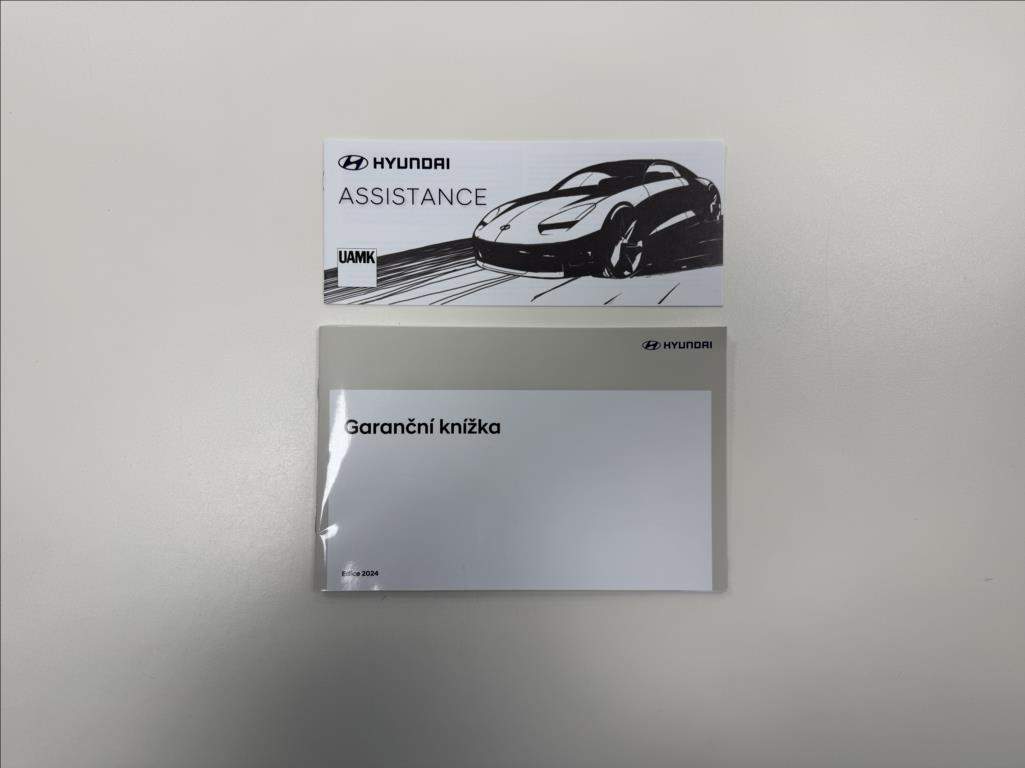 HYUNDAI
ASSISTANCE
UAMK
HYUNDAI
Garanční knížka
Edice 2024